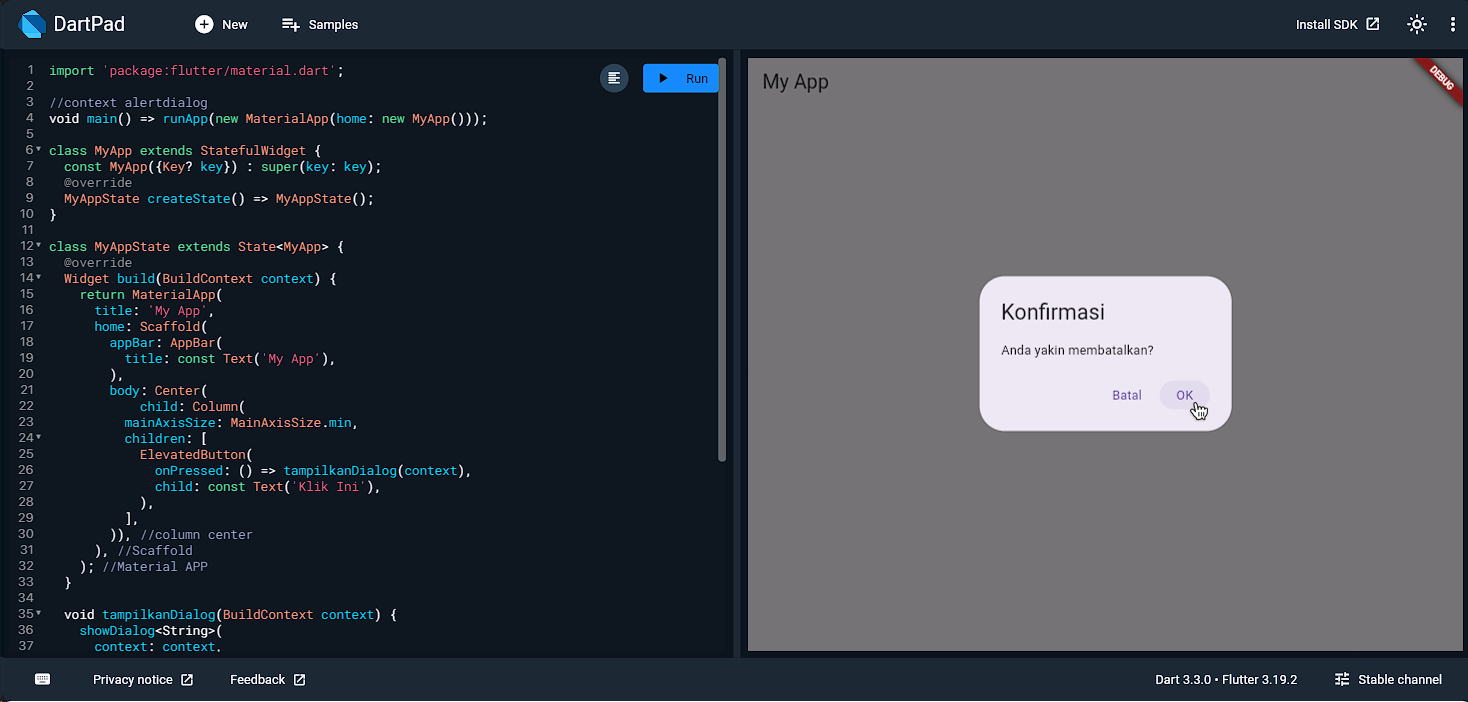 DartPad
New
Samples
Install SDK
1 import 'package:flutter/material.dart';
2
3 //context alertdialog
4 void main() => runApp(new MaterialApp(home: new MyApp()));
5
6 class MyApp extends StatefulWidget {
7   const MyApp({Key? key}) : super(key: key);
8   @override
9   MyAppState createState() => MyAppState();
10 }
11
12 class MyAppState extends State<MyApp> {
13   @override
14   Widget build(BuildContext context) {
15     return MaterialApp(
16       title: 'My App',
17       home: Scaffold(
18         appBar: AppBar(
19           title: const Text('My App'),
20         ),
21         body: Center(
22             child: Column(
23           mainAxisSize: MainAxisSize.min,
24           children: [
25             ElevatedButton(
26               onPressed: () => tampilkanDialog(context),
27               child: const Text('Klik Ini'),
28             ),
29           ],
30         )), //column center
31       ), //Scaffold
32     ); //Material APP
33   }
34
35   void tampilkanDialog(BuildContext context) {
36     showDialog<String>(
37       context: context,
Run
My App
DEBUG
Konfirmasi
Anda yakin membatalkan?
Batal
OK
Privacy notice
Feedback
Dart 3.3.0 • Flutter 3.19.2
Stable channel